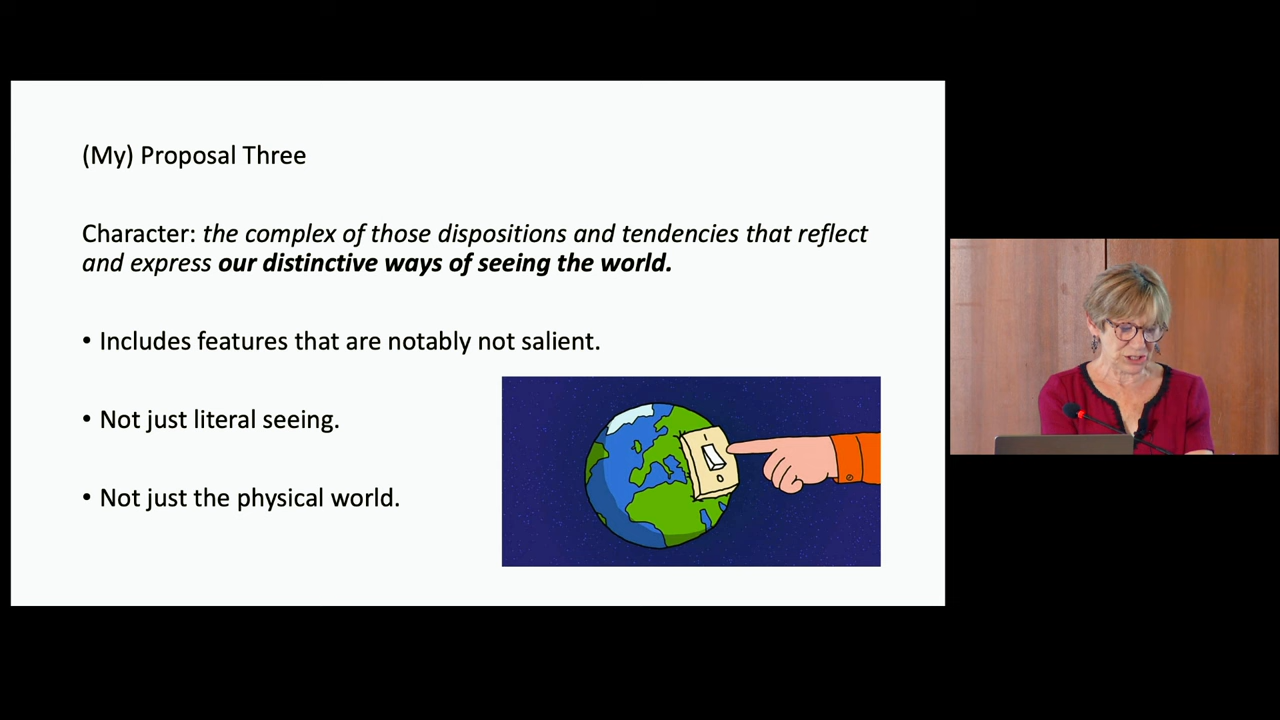 (My) Proposal Three
Character: the complex of those dispositions and tendencies that reflect
and express our distinctive ways of seeing the world.
• Includes features that are notably not salient.
• Not just literal seeing.
• Not just the physical world.